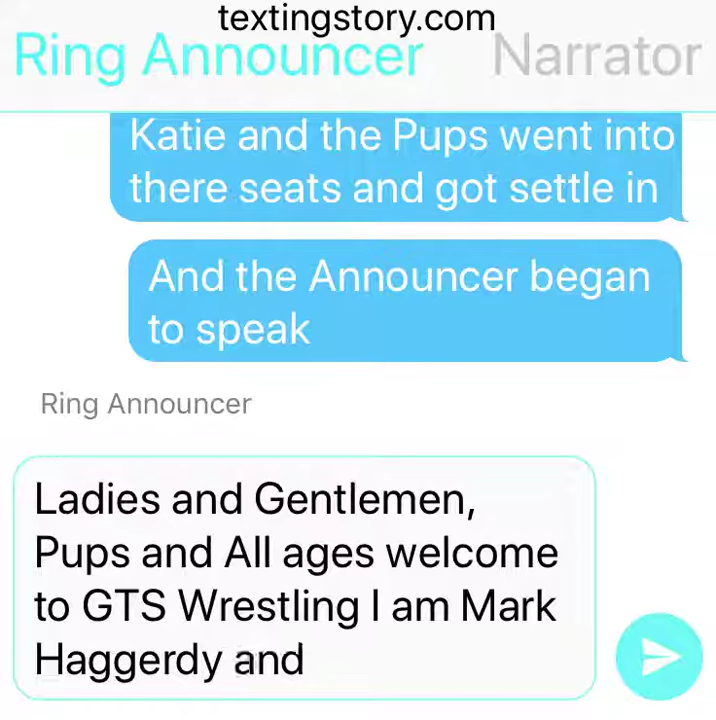 textingstory.com
Ring Announcer Narrator
Katie and the Pups went into
there seats and got settle in
And the Announcer began
to speak
Ring Announcer
Ladies and Gentlemen,
Pups and All ages welcome
to GTS Wrestling I am Mark
Haggerdy and